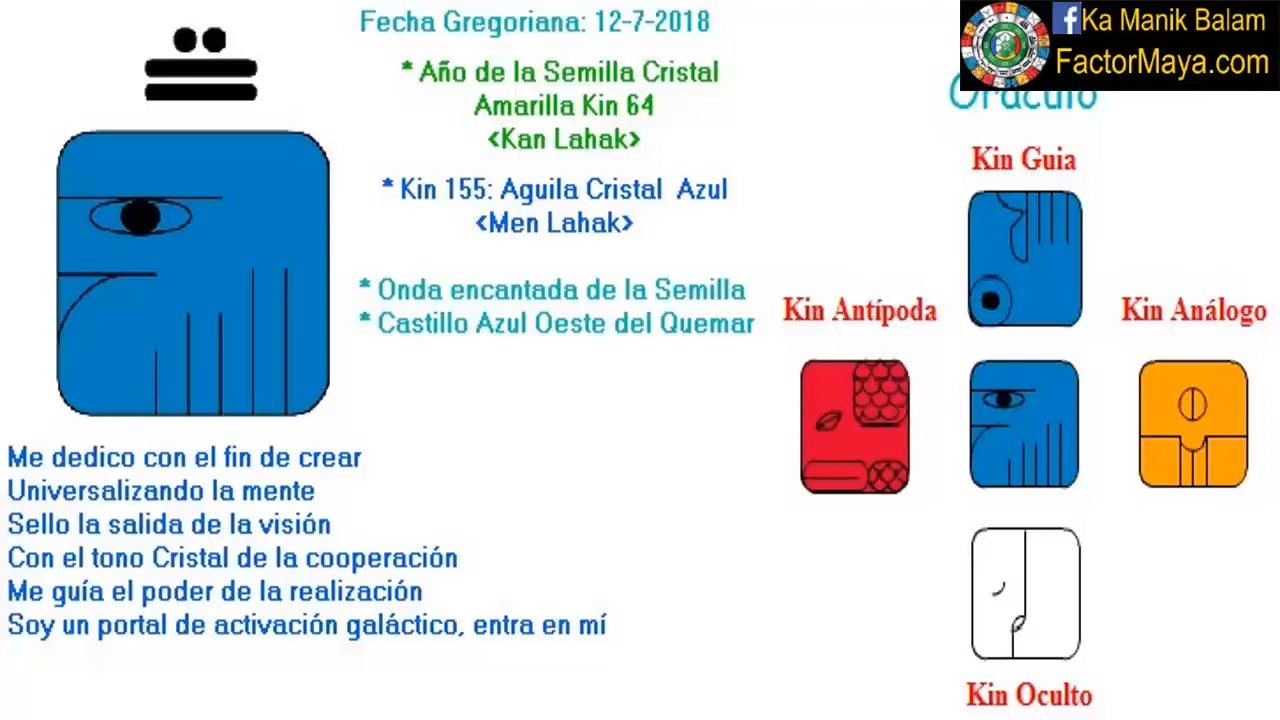 Fecha Gregoriana: 12-7-2018
* Año de la Semilla Cristal
Amarilla Kin 64
<Kan Lahak>
* Kin 155: Aguila Cristal Azul
<Men Lahak>
* Onda encantada de la Semilla
* Castillo Azul Oeste del Quemar
Me dedico con el fin de crear
Universalizando la mente
Sello la salida de la visión
Con el tono Cristal de la cooperación
Me guía el poder de la realización
Soy un portal de activación galáctico, entra en mí
Ka Manik Balam
FactorMaya.com
Oráculo
Kin Guia
Kin Antípoda
Kin Análogo
Kin Oculto